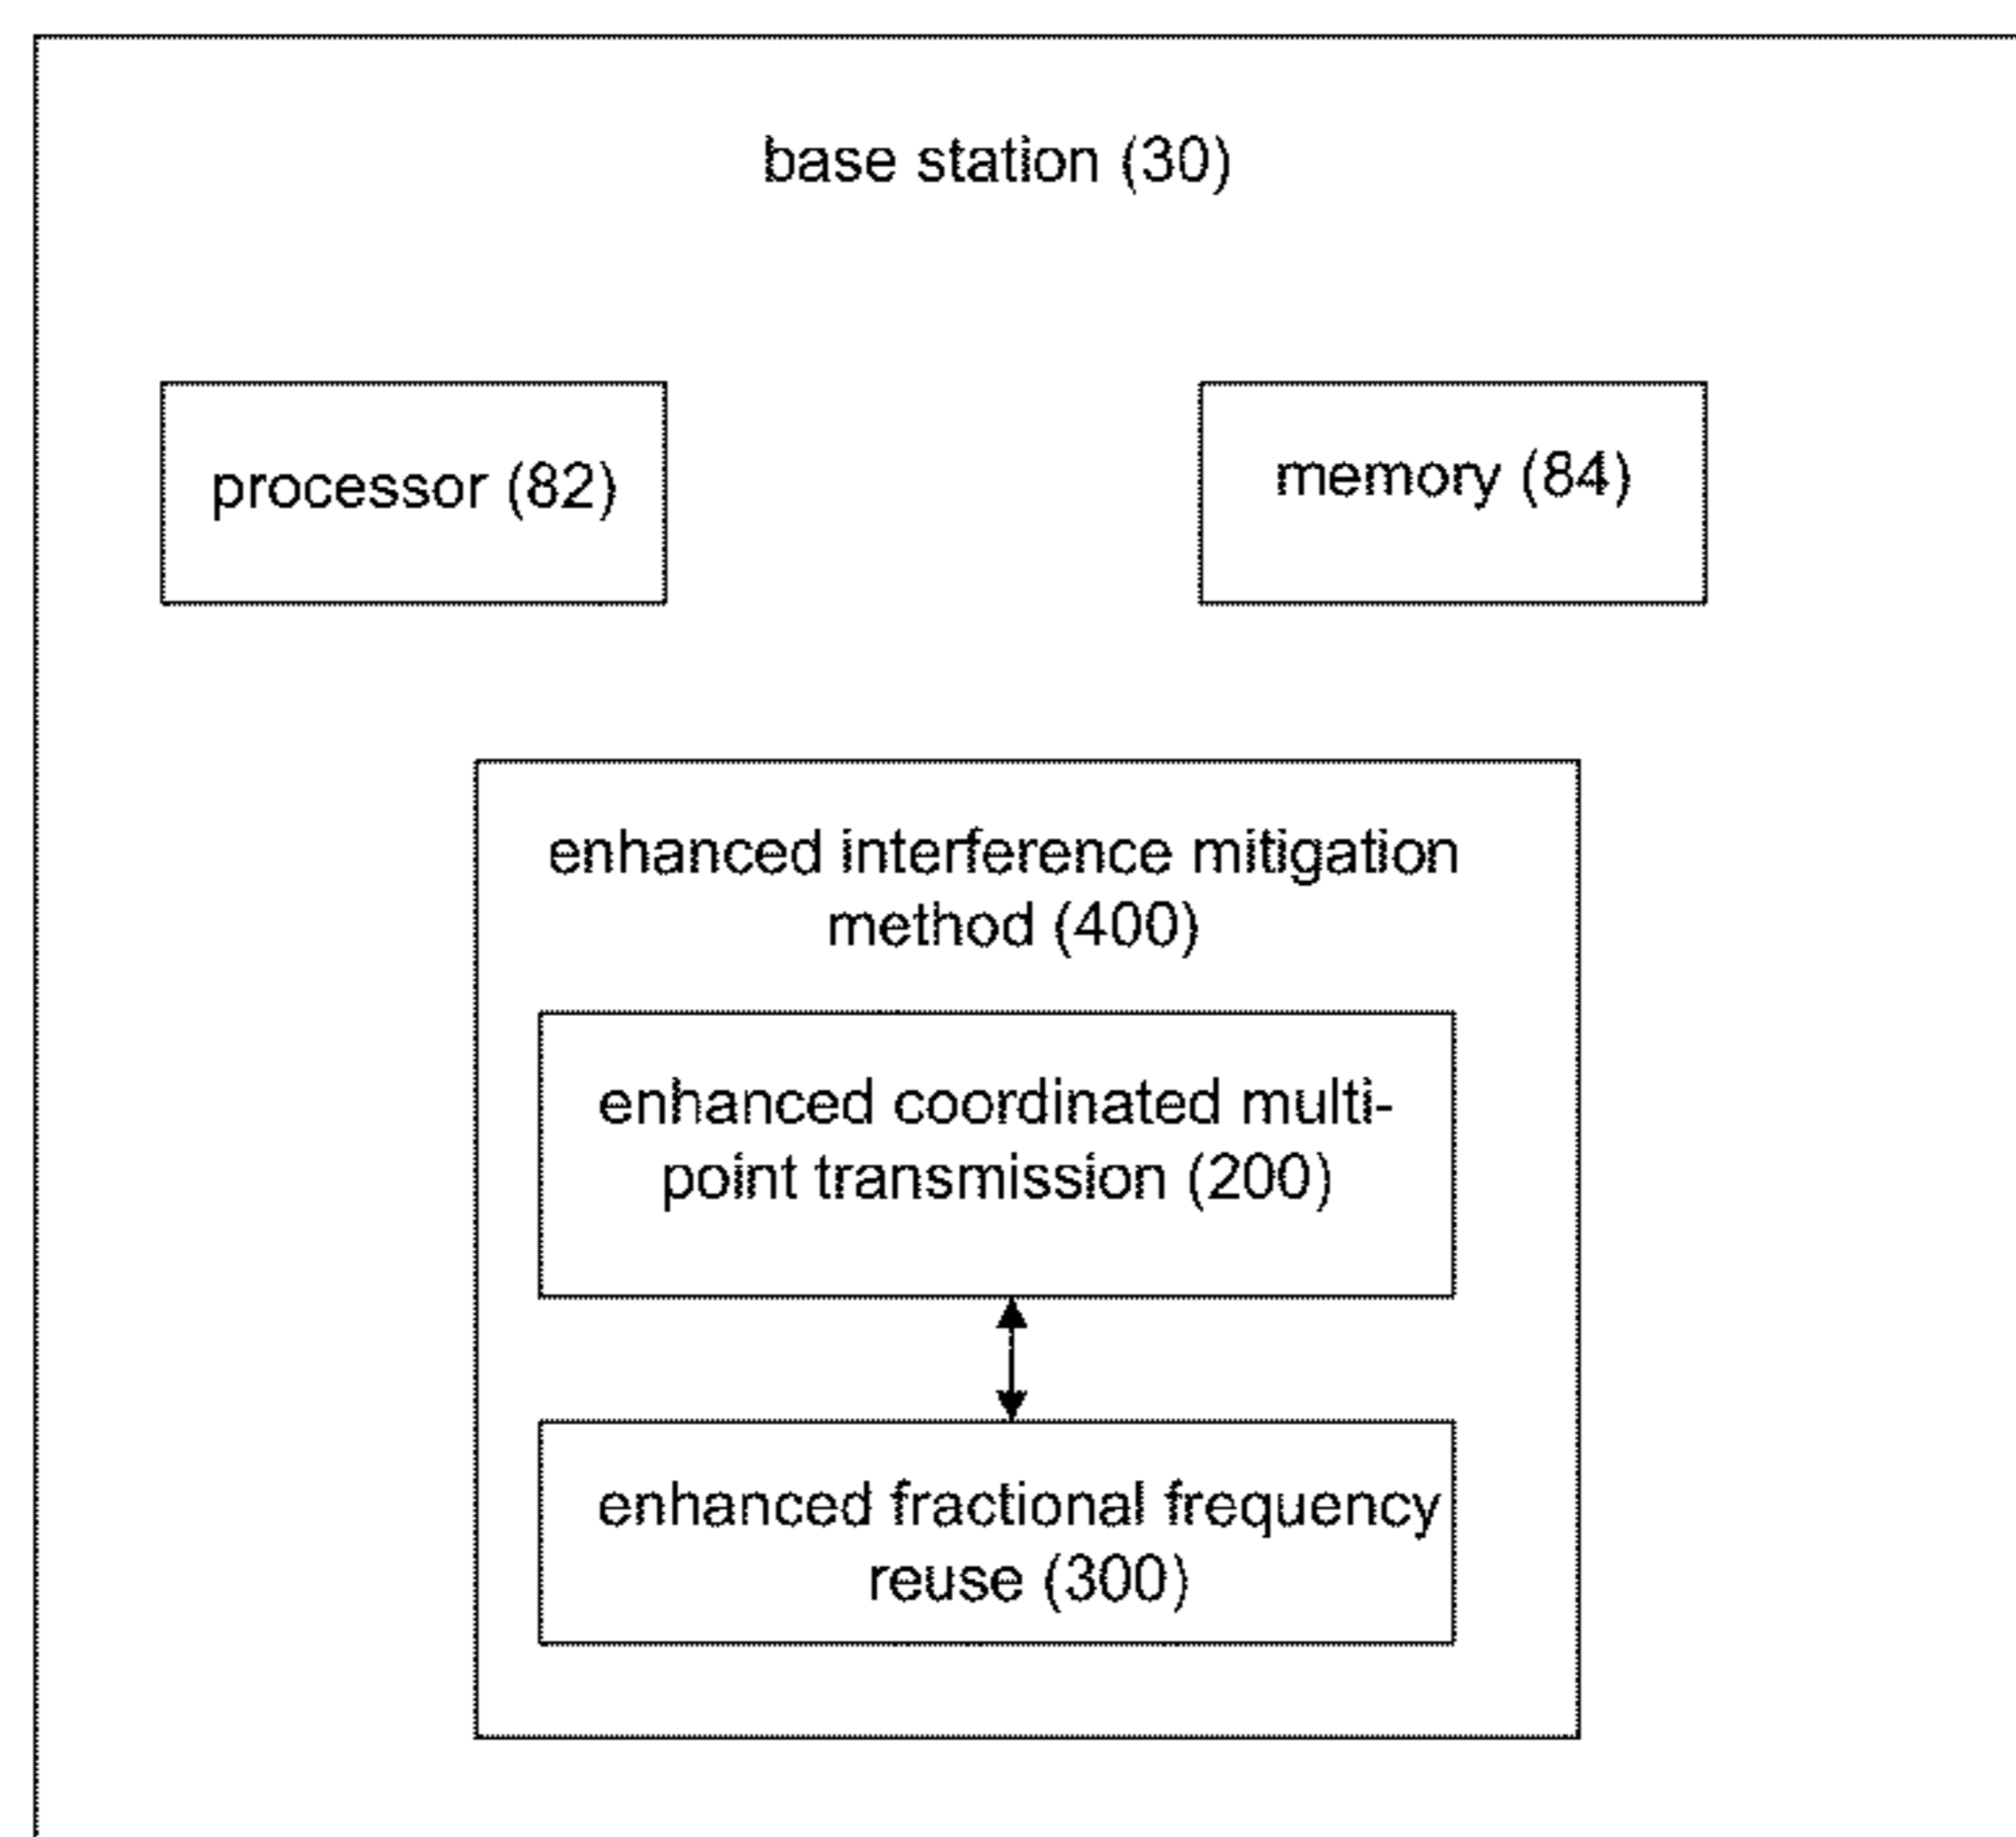 base station (30)
processor (82)
memory (84)
enhanced interference mitigation
method (400)
enhanced coordinated multi-
point transmission (200)
enhanced fractional frequency
reuse (300)